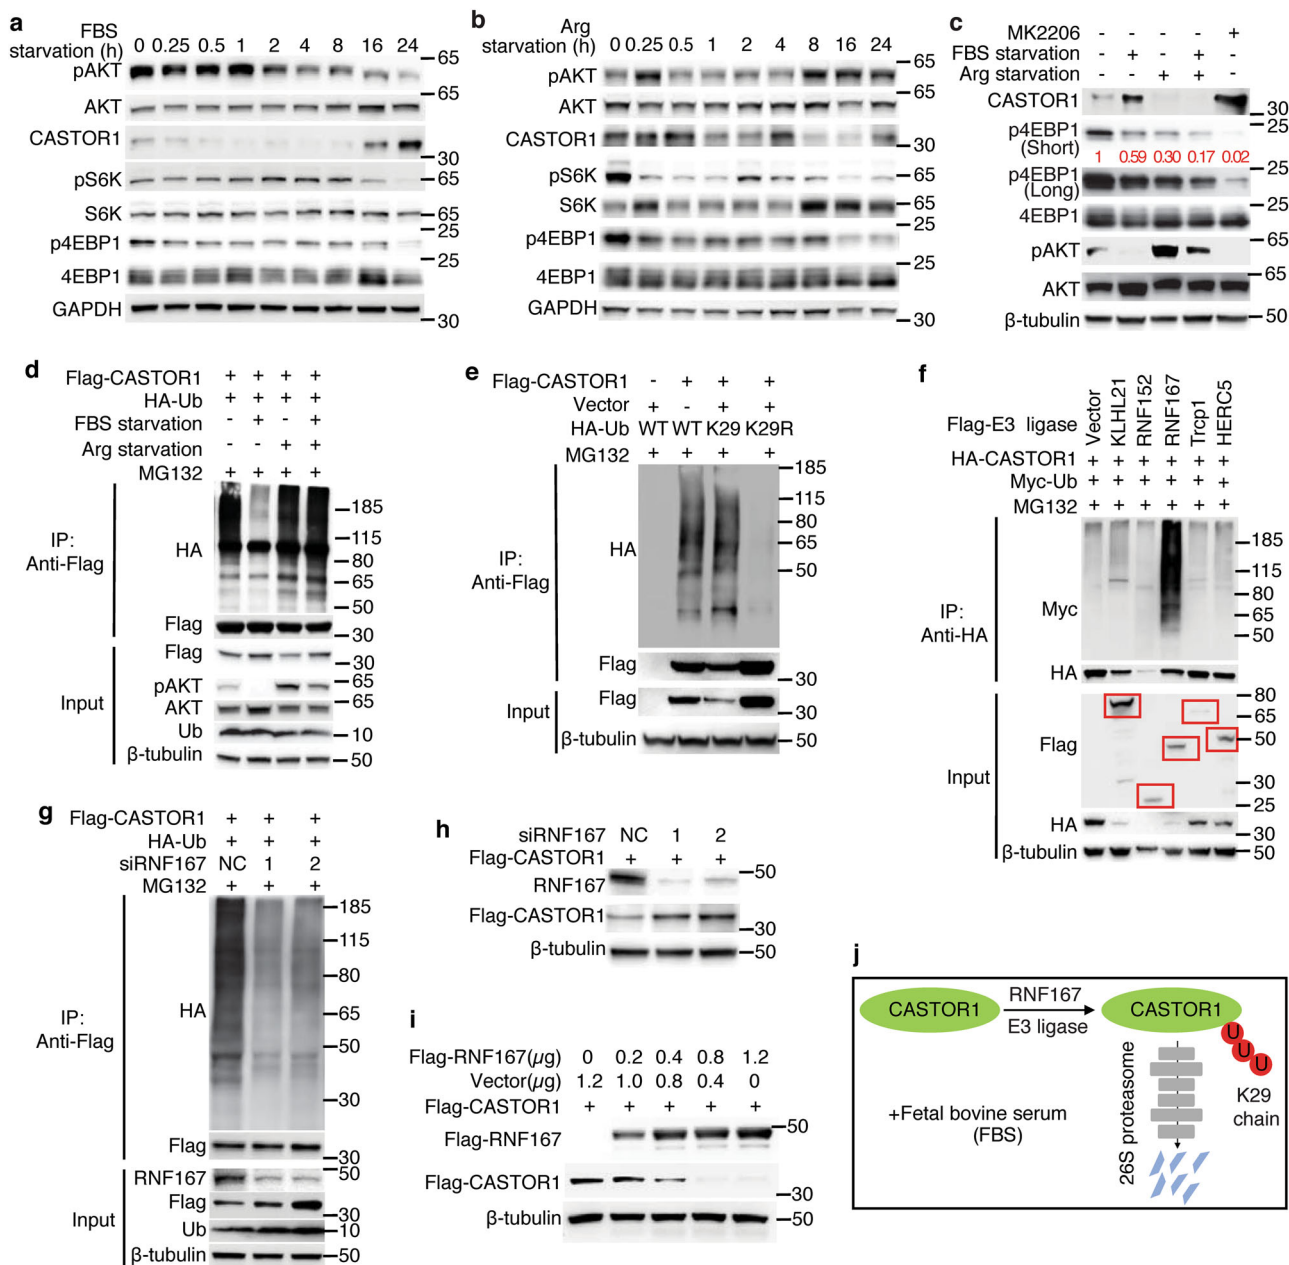 a
FBS
starvation (h) 0 0.25 0.5 1 2 4 8 16 24
pAKT 65
AKT 65
CASTOR1 30
pS6K 65
S6K 65
p4EBP1 25
4EBP1 25
GAPDH 30
b
Arg
starvation (h) 0 0.25 0.5 1 2 4 8 16 24
pAKT 65
AKT 65
CASTOR1 30
pS6K 65
S6K 65
p4EBP1 25
4EBP1 25
GAPDH 30
c
MK2206 - - - - +
FBS starvation - + - + -
Arg starvation - - + + -
CASTOR1 30
p4EBP1 25
(Short) 1 0.59 0.30 0.17 0.02
p4EBP1
(Long)
4EBP1 25
pAKT 65
AKT 65
β-tubulin 50
d
Flag-CASTOR1 + + + +
HA-Ub + + + +
FBS starvation - + - +
Arg starvation - - + +
MG132 + + + +
IP:
Anti-Flag
HA
185
115
80
65
50
Flag 30
Input
Flag 30
pAKT 65
AKT 65
Ub 10
β-tubulin 50
e
Flag-CASTOR1 - + + +
Vector + - + +
HA-Ub WT WT K29 K29R
MG132 + + + +
IP:
Anti-Flag
HA
185
115
80
65
50
Flag 30
Input
Flag 30
β-tubulin 50
f
Flag-E3 ligase Vector KLHL21 RNF152 RNF167 Trcp1 HERC5
HA-CASTOR1 + + + + + +
Myc-Ub + + + + + +
MG132 + + + + + +
IP:
Anti-HA
Myc
185
115
80
65
50
HA
Input
Flag
80
65
50
30
25
HA 30
β-tubulin 50
g
Flag-CASTOR1 + + +
HA-Ub + + +
siRNF167 NC 1 2
MG132 + + +
IP:
Anti-Flag
HA
185
115
80
65
50
30
Flag 30
Input
RNF167 50
Flag 30
Ub 10
β-tubulin 50
h
siRNF167 NC 1 2
Flag-CASTOR1 + + +
RNF167 50
Flag-CASTOR1 30
β-tubulin 50
i
Flag-RNF167(µg) 0 0.2 0.4 0.8 1.2
Vector(µg) 1.2 1.0 0.8 0.4 0
Flag-CASTOR1 + + + + +
Flag-RNF167 50
Flag-CASTOR1 30
β-tubulin 50
j
CASTOR1
RNF167
E3 ligase
CASTOR1
U
U
U
K29
chain
26S proteasome
+Fetal bovine serum
(FBS)